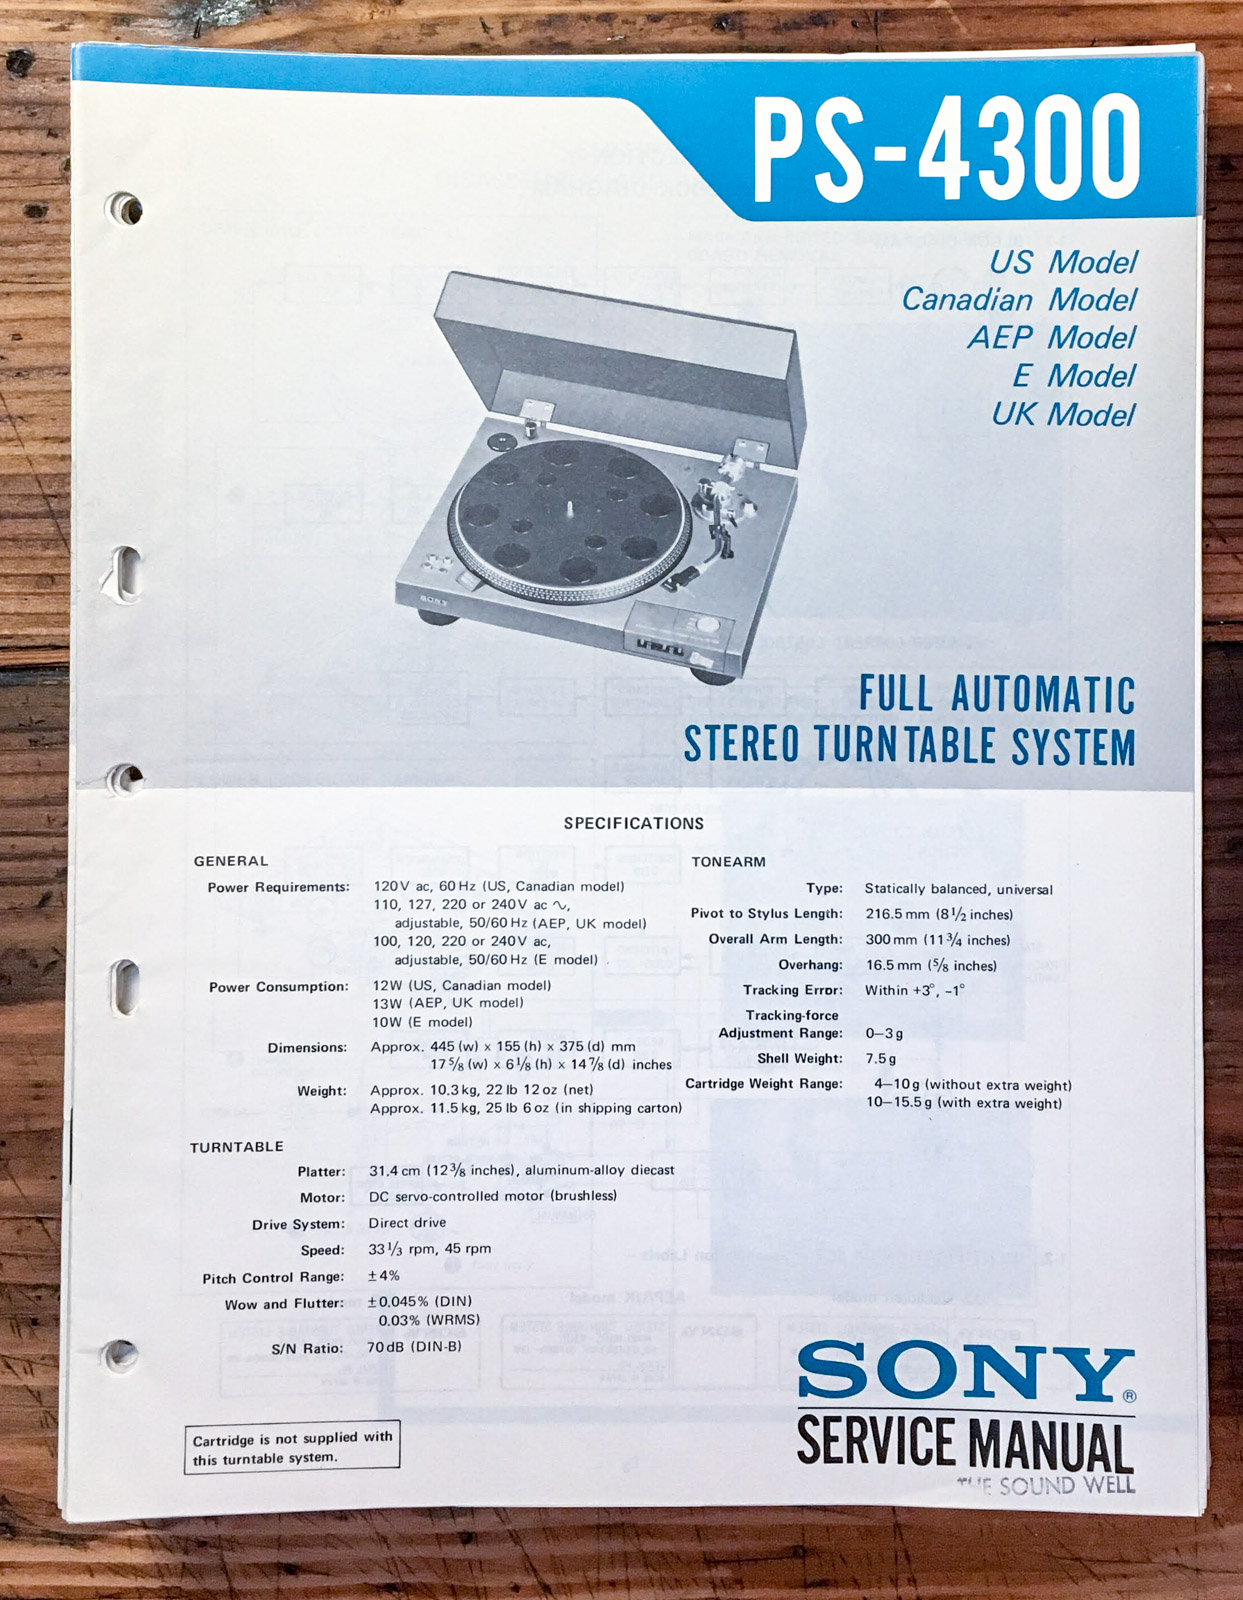 PS-4300
US Model
Canadian Model
AEP Model
E Model
UK Model
SONY
FULL AUTOMATIC
STEREO TURNTABLE SYSTEM
SPECIFICATIONS
GENERAL
Power Requirements: 120V ac, 60Hz (US, Canadian model)
110, 127, 220 or 240V ac ∿,
adjustable, 50/60Hz (AEP, UK model)
100, 120, 220 or 240V ac,
adjustable, 50/60Hz (E model)
Power Consumption: 12W (US, Canadian model)
13W (AEP, UK model)
10W (E model)
Dimensions: Approx. 445 (w) x 155 (h) x 375 (d) mm
17 5/8 (w) x 6 1/8 (h) x 14 7/8 (d) inches
Weight: Approx. 10.3kg, 22 lb 12oz (net)
Approx. 11.5kg, 25 lb 6oz (in shipping carton)
TURNTABLE
Platter: 31.4cm (12 3/8 inches), aluminum-alloy diecast
Motor: DC servo-controlled motor (brushless)
Drive System: Direct drive
Speed: 33 1/3 rpm, 45 rpm
Pitch Control Range: ±4%
Wow and Flutter: ±0.045% (DIN)
0.03% (WRMS)
S/N Ratio: 70dB (DIN-B)
TONEARM
Type: Statically balanced, universal
Pivot to Stylus Length: 216.5mm (8 1/2 inches)
Overall Arm Length: 300mm (11 3/4 inches)
Overhang: 16.5mm (5/8 inches)
Tracking Error: Within +3°, -1°
Tracking-force
Adjustment Range: 0–3g
Shell Weight: 7.5g
Cartridge Weight Range: 4–10g (without extra weight)
10–15.5g (with extra weight)
Cartridge is not supplied with
this turntable system.
SONY®
SERVICE MANUAL
THE SOUND WELL